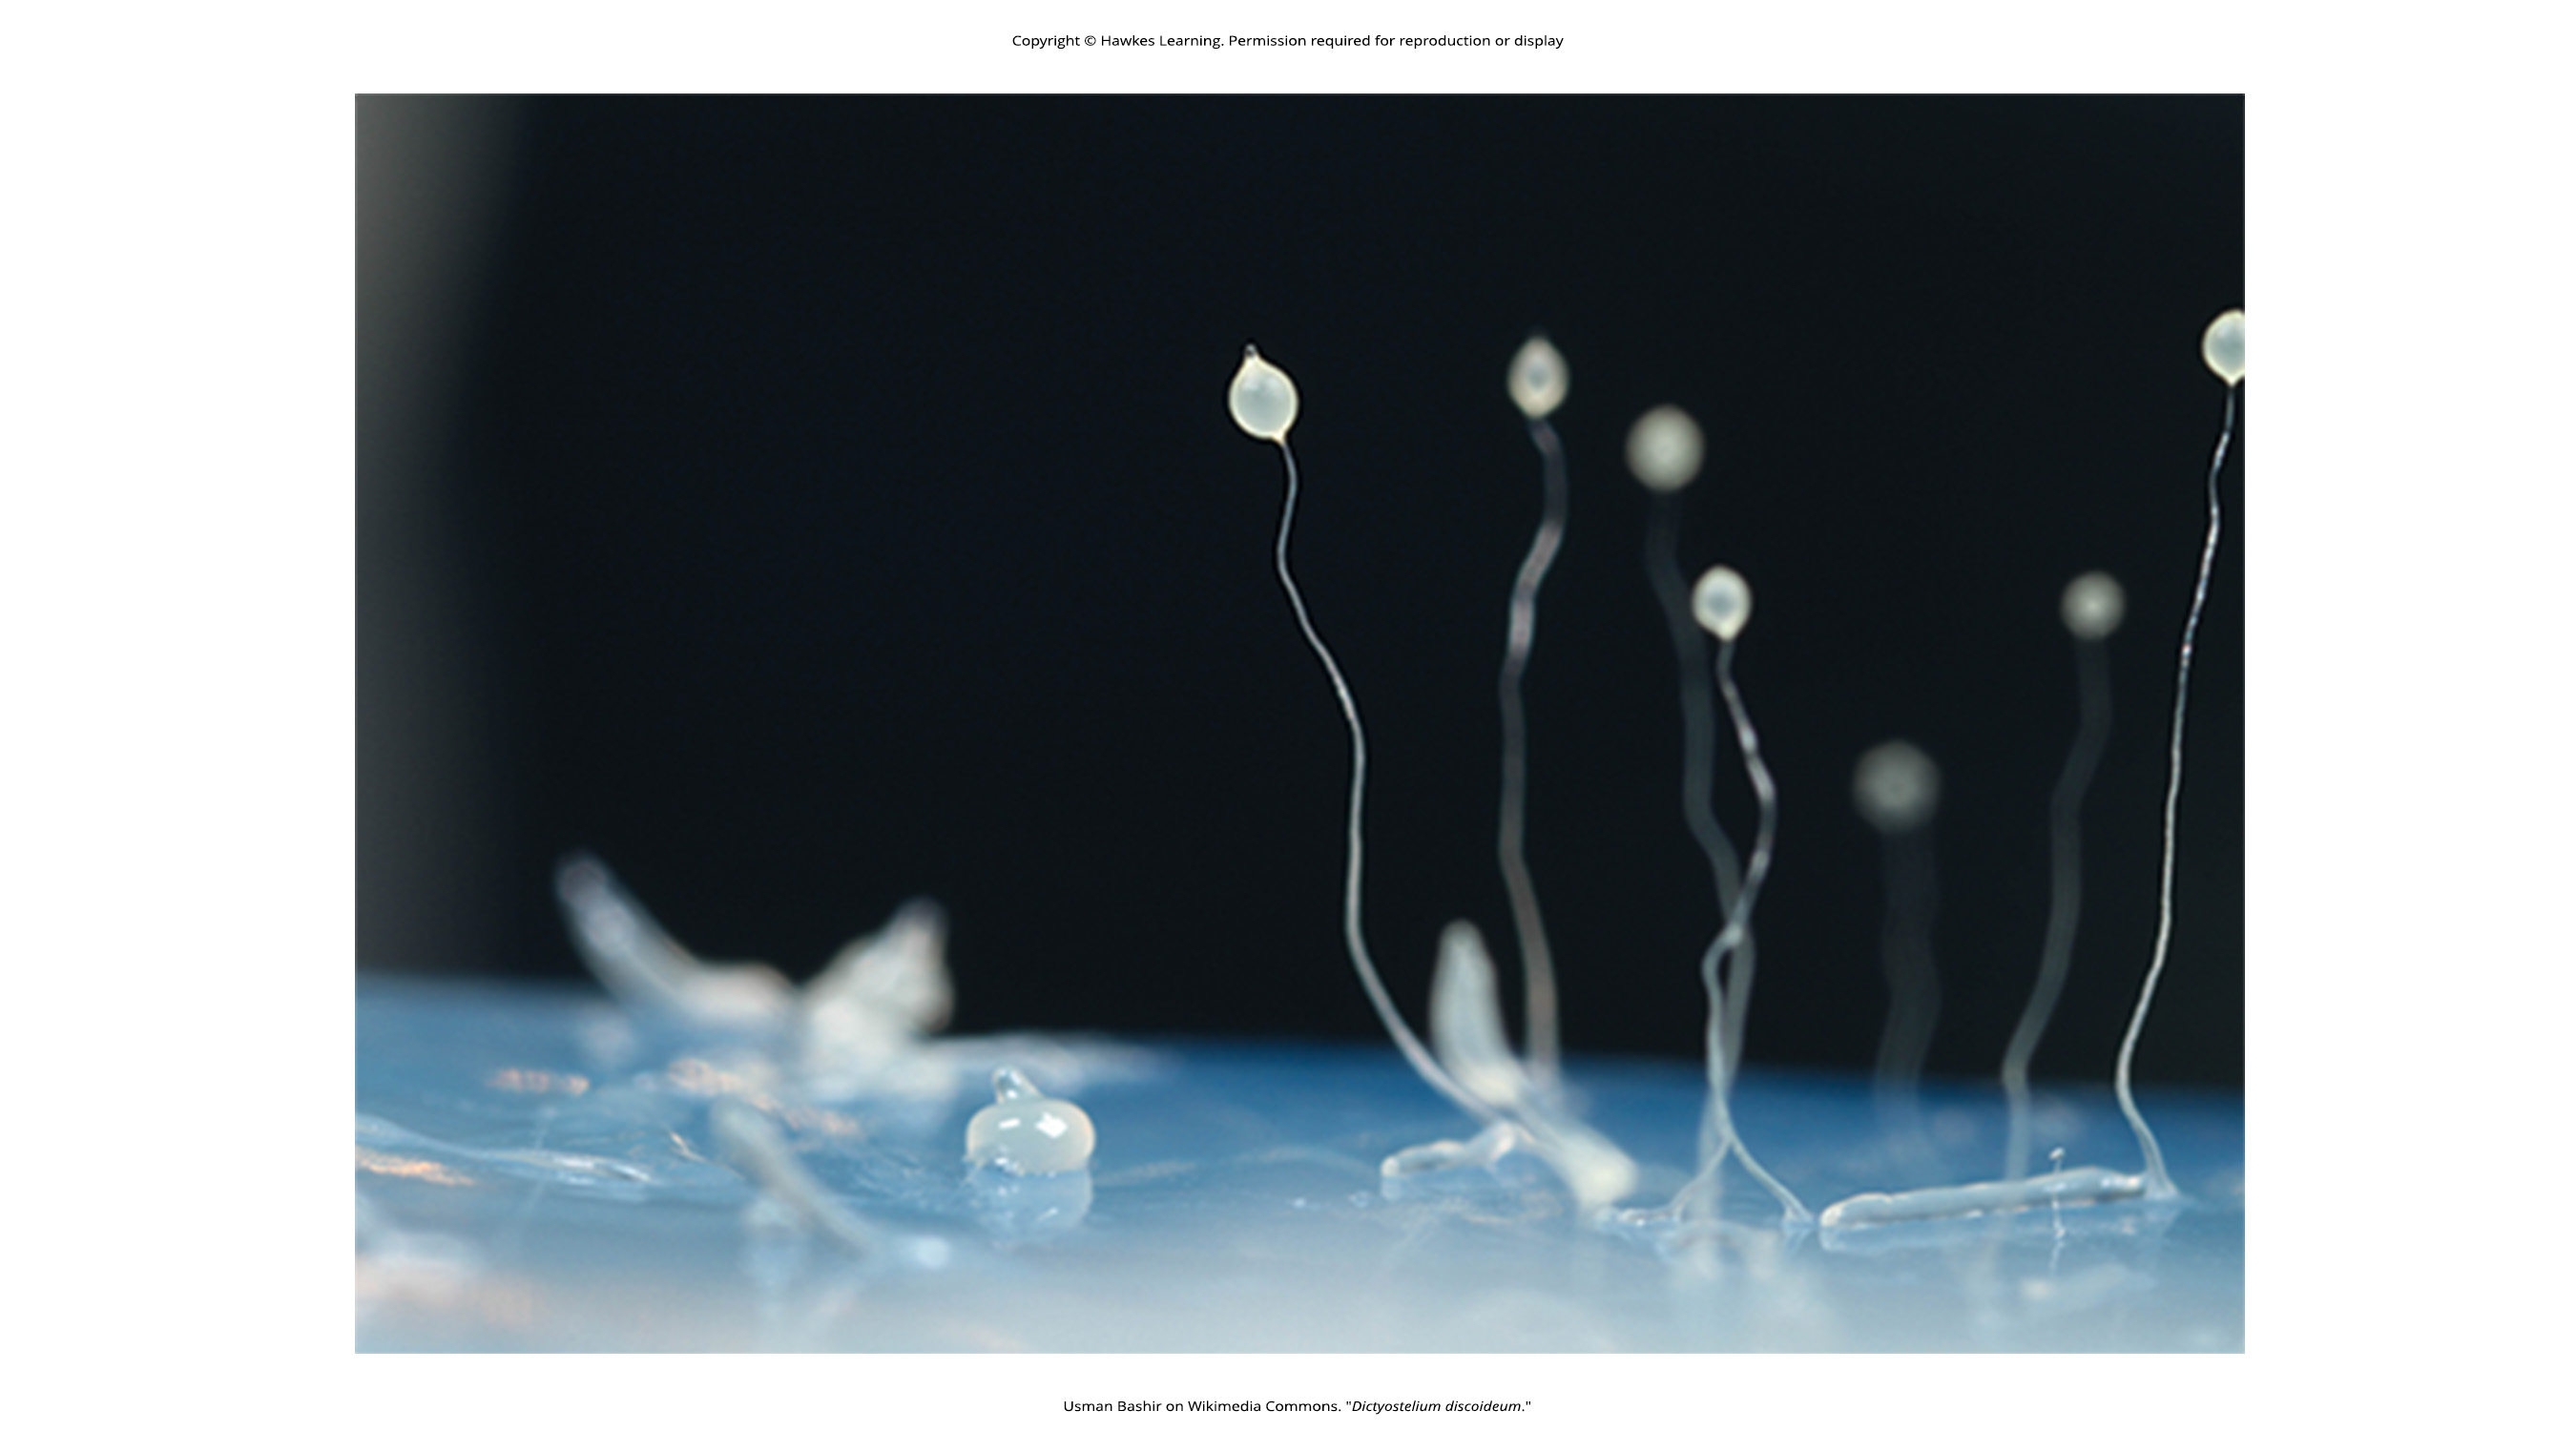 Copyright © Hawkes Learning. Permission required for reproduction or display
Usman Bashir on Wikimedia Commons. "Dictyostelium discoideum."